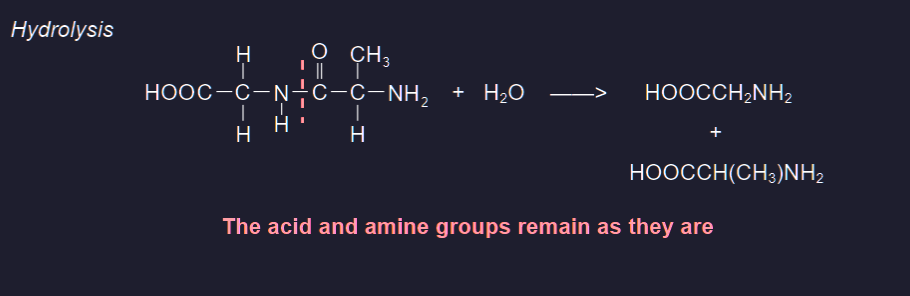 Hydrolysis
H O CH₃
HOOC–C–N–C–C–NH₂ + H₂O ——> HOOCCH₂NH₂
H H H +
HOOCCH(CH₃)NH₂
The acid and amine groups remain as they are